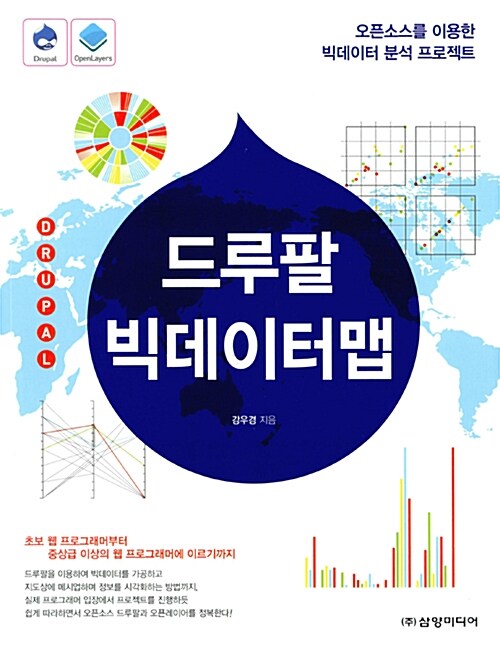 Drupal
OpenLayers
오픈소스를 이용한
빅데이터 분석 프로젝트
DRUPAL
드루팔
빅데이터맵
강우경 지음
초보 웹 프로그래머부터
중상급 이상의 웹 프로그래머에 이르기까지
드루팔을 이용하여 빅데이터를 가공하고
지도상에 메시업하며 정보를 시각화하는 방법까지,
실제 프로그래머 입장에서 프로젝트를 진행하듯
쉽게 따라하면서 오픈소스 드루팔과 오픈레이어를 정복한다!
(주)삼양미디어